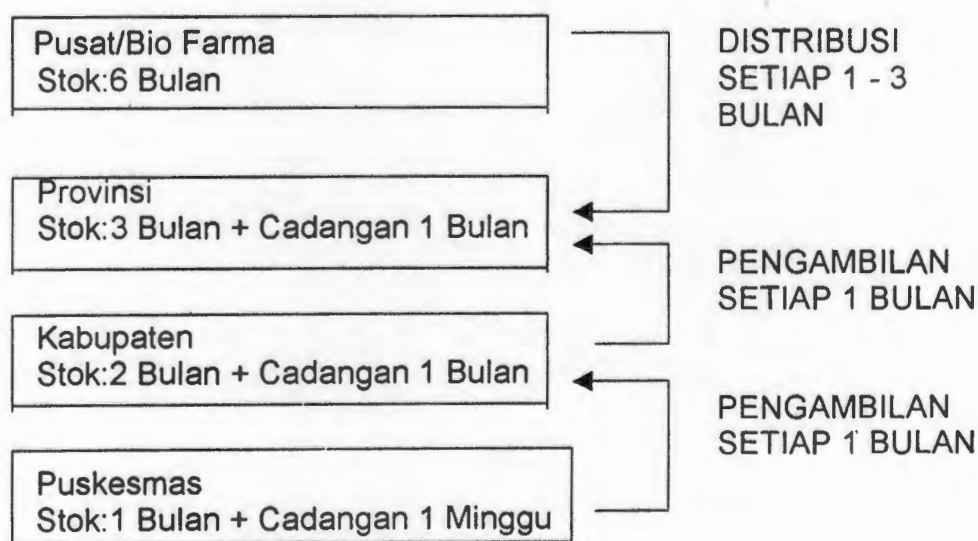 Pusat/Bio Farma
Stok:6 Bulan
DISTRIBUSI
SETIAP 1 - 3
BULAN
Provinsi
Stok:3 Bulan + Cadangan 1 Bulan
PENGAMBILAN
SETIAP 1 BULAN
Kabupaten
Stok:2 Bulan + Cadangan 1 Bulan
PENGAMBILAN
SETIAP 1 BULAN
Puskesmas
Stok:1 Bulan + Cadangan 1 Minggu